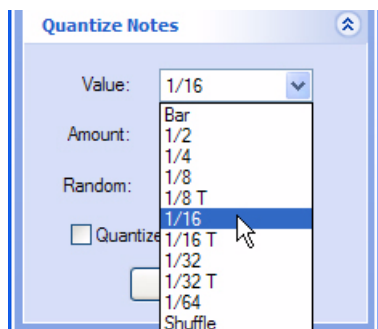 Quantize Notes
Value: 1/16
Bar
Amount: 1/2
1/4
1/8
Random: 1/8 T
1/16
Quantize 1/16 T
1/32
1/32 T
1/64
Shuffle